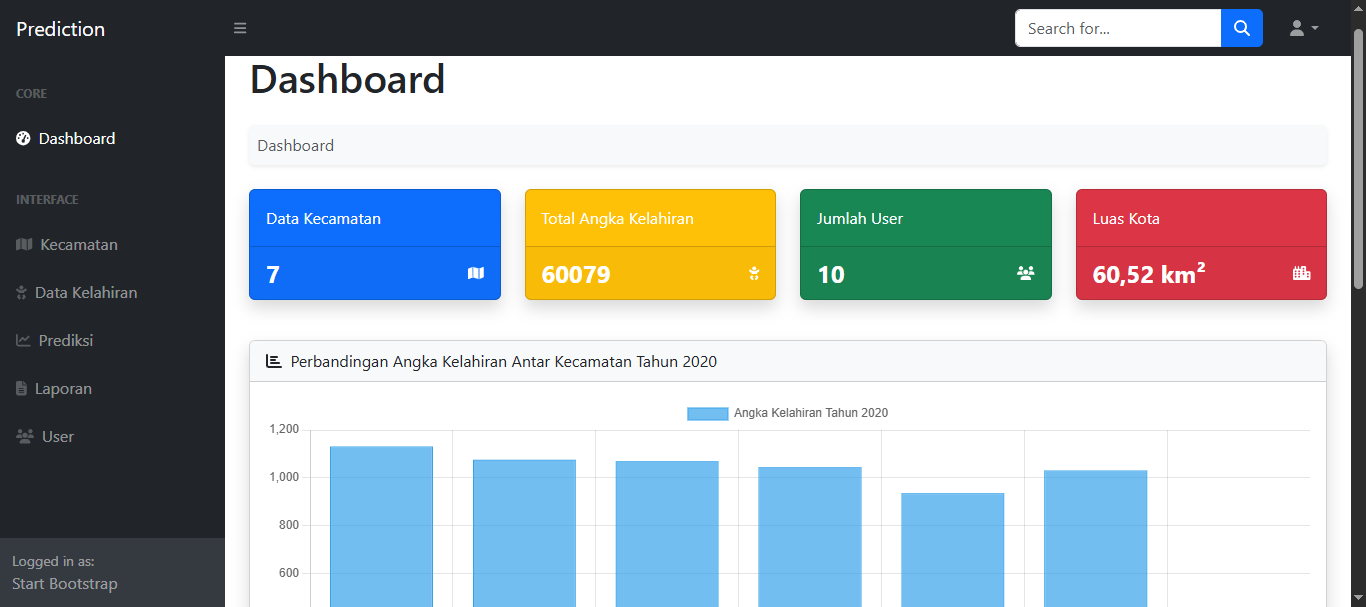 Prediction
Search for...
CORE
Dashboard
INTERFACE
Kecamatan
Data Kelahiran
Prediksi
Laporan
User
Logged in as:
Start Bootstrap
Dashboard
Dashboard
Data Kecamatan
7
Total Angka Kelahiran
60079
Jumlah User
10
Luas Kota
60,52 km²
Perbandingan Angka Kelahiran Antar Kecamatan Tahun 2020
Angka Kelahiran Tahun 2020
1,200
1,000
800
600